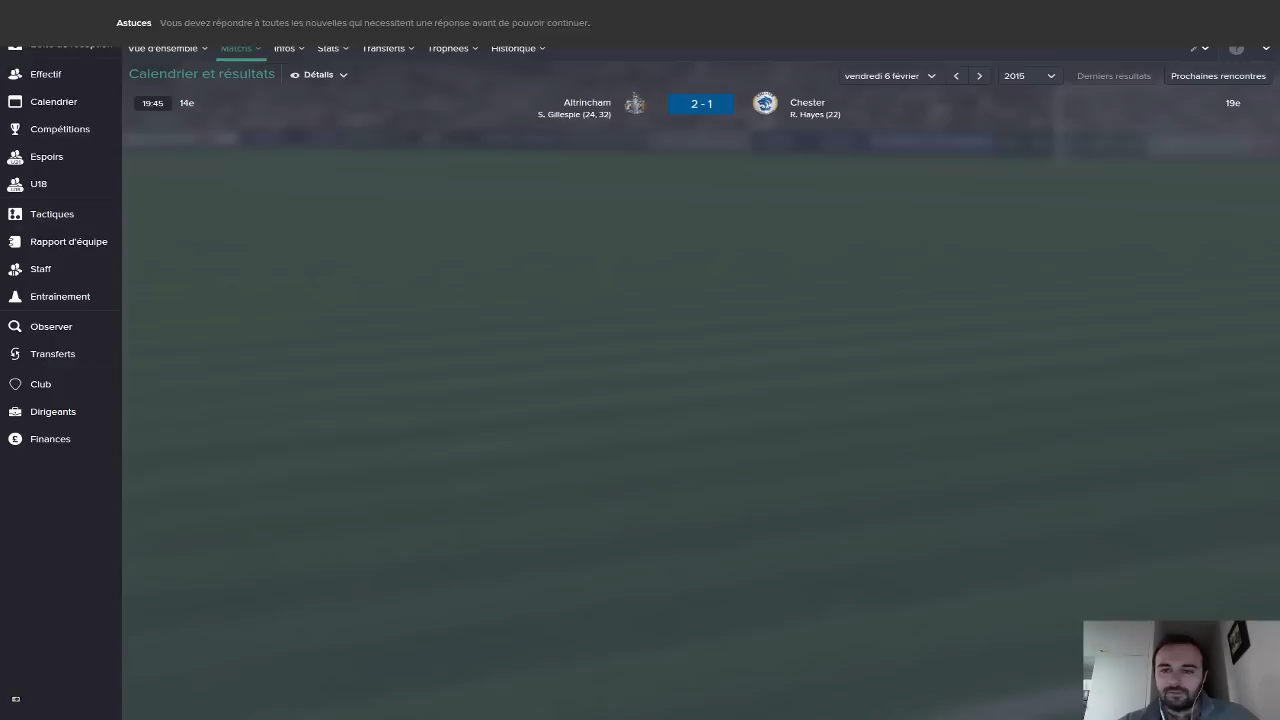 Astuces Vous devez répondre à toutes les nouvelles qui nécessitent une réponse avant de pouvoir continuer.
Boîte de réception
Vue d'ensemble Matchs Infos Stats Transferts Trophées Historique
Calendrier et résultats Détails vendredi 6 février 2015 Derniers résultats Prochaines rencontres
19:45 14e Altrincham 2 - 1 Chester 19e
S. Gillespie (24, 32) R. Hayes (22)
Effectif
Calendrier
Compétitions
Espoirs
U18
Tactiques
Rapport d'équipe
Staff
Entraînement
Observer
Transferts
Club
Dirigeants
Finances